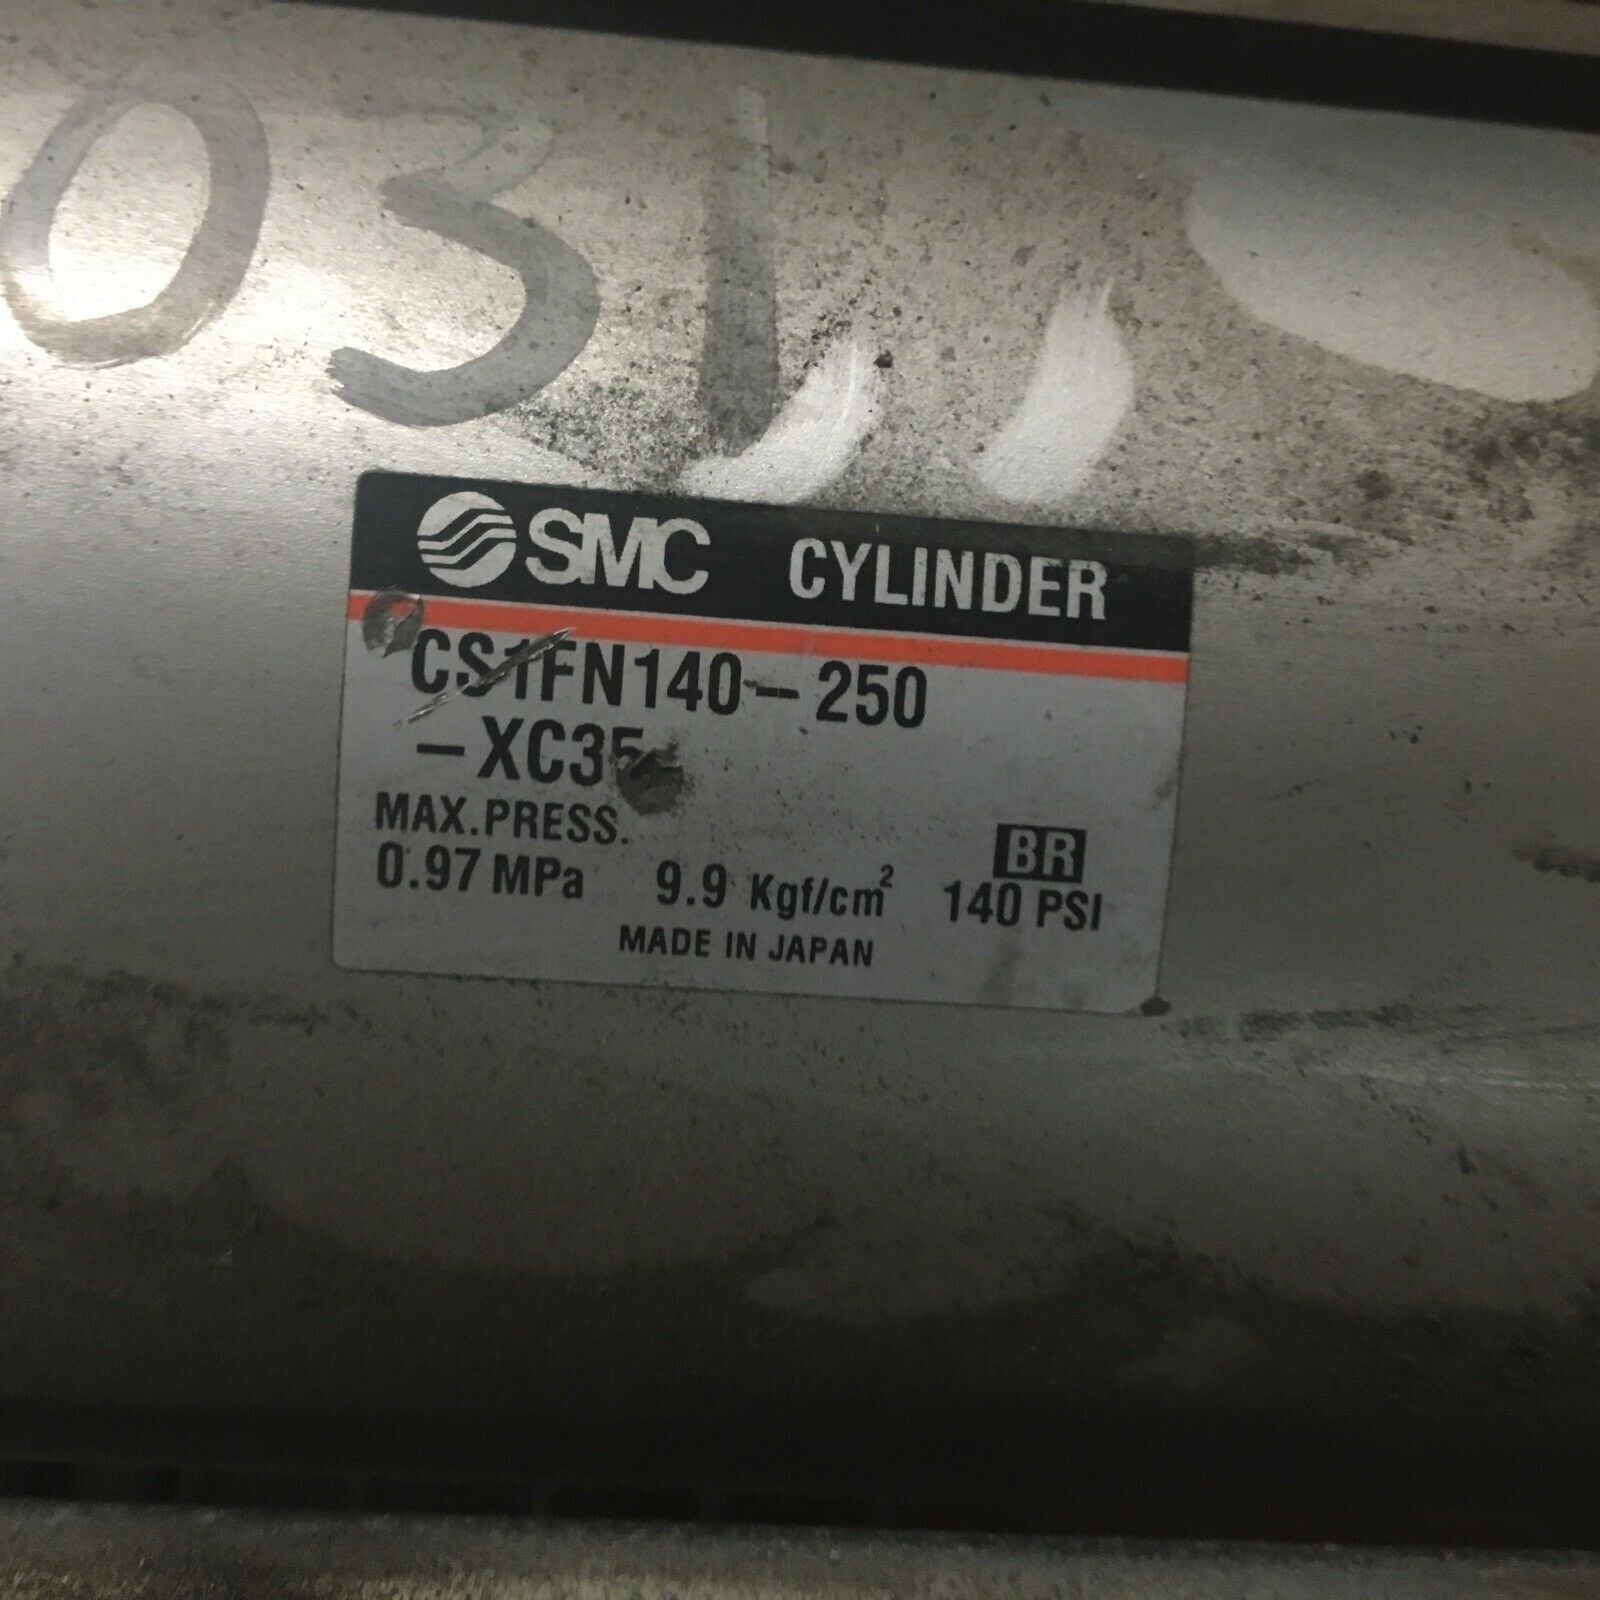 031
SMC CYLINDER
CS1FN140-250
-XC35
MAX.PRESS.
BR
0.97 MPa 9.9 Kgf/cm² 140 PSI
MADE IN JAPAN